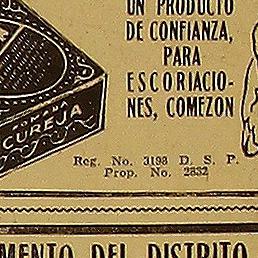 UN PRODUCTO
DE CONFIANZA,
PARA
ESCORIACIO-
NES, COMEZON
CUREJA
Reg. No. 3193 D. S. P.
Prop. No. 2332
MENTO DEL DISTRITO